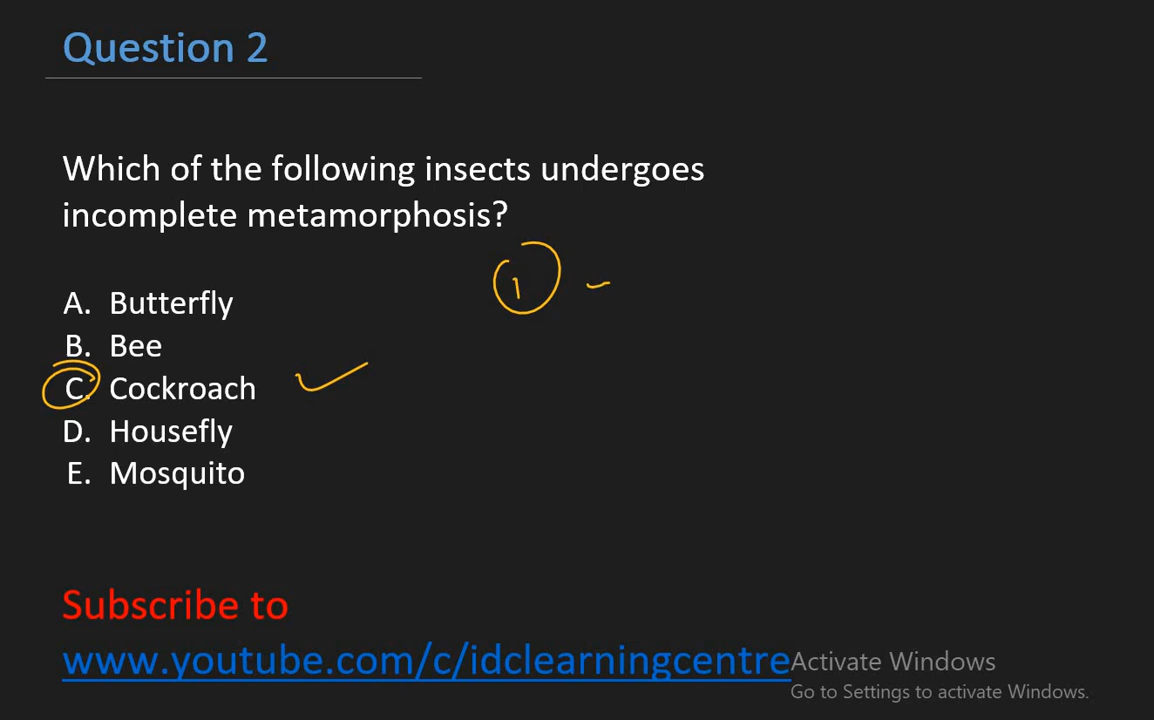 Question 2
Which of the following insects undergoes
incomplete metamorphosis?
1 -
A. Butterfly
B. Bee
C. Cockroach
D. Housefly
E. Mosquito
Subscribe to
www.youtube.com/c/idclearningcentre
Activate Windows
Go to Settings to activate Windows.